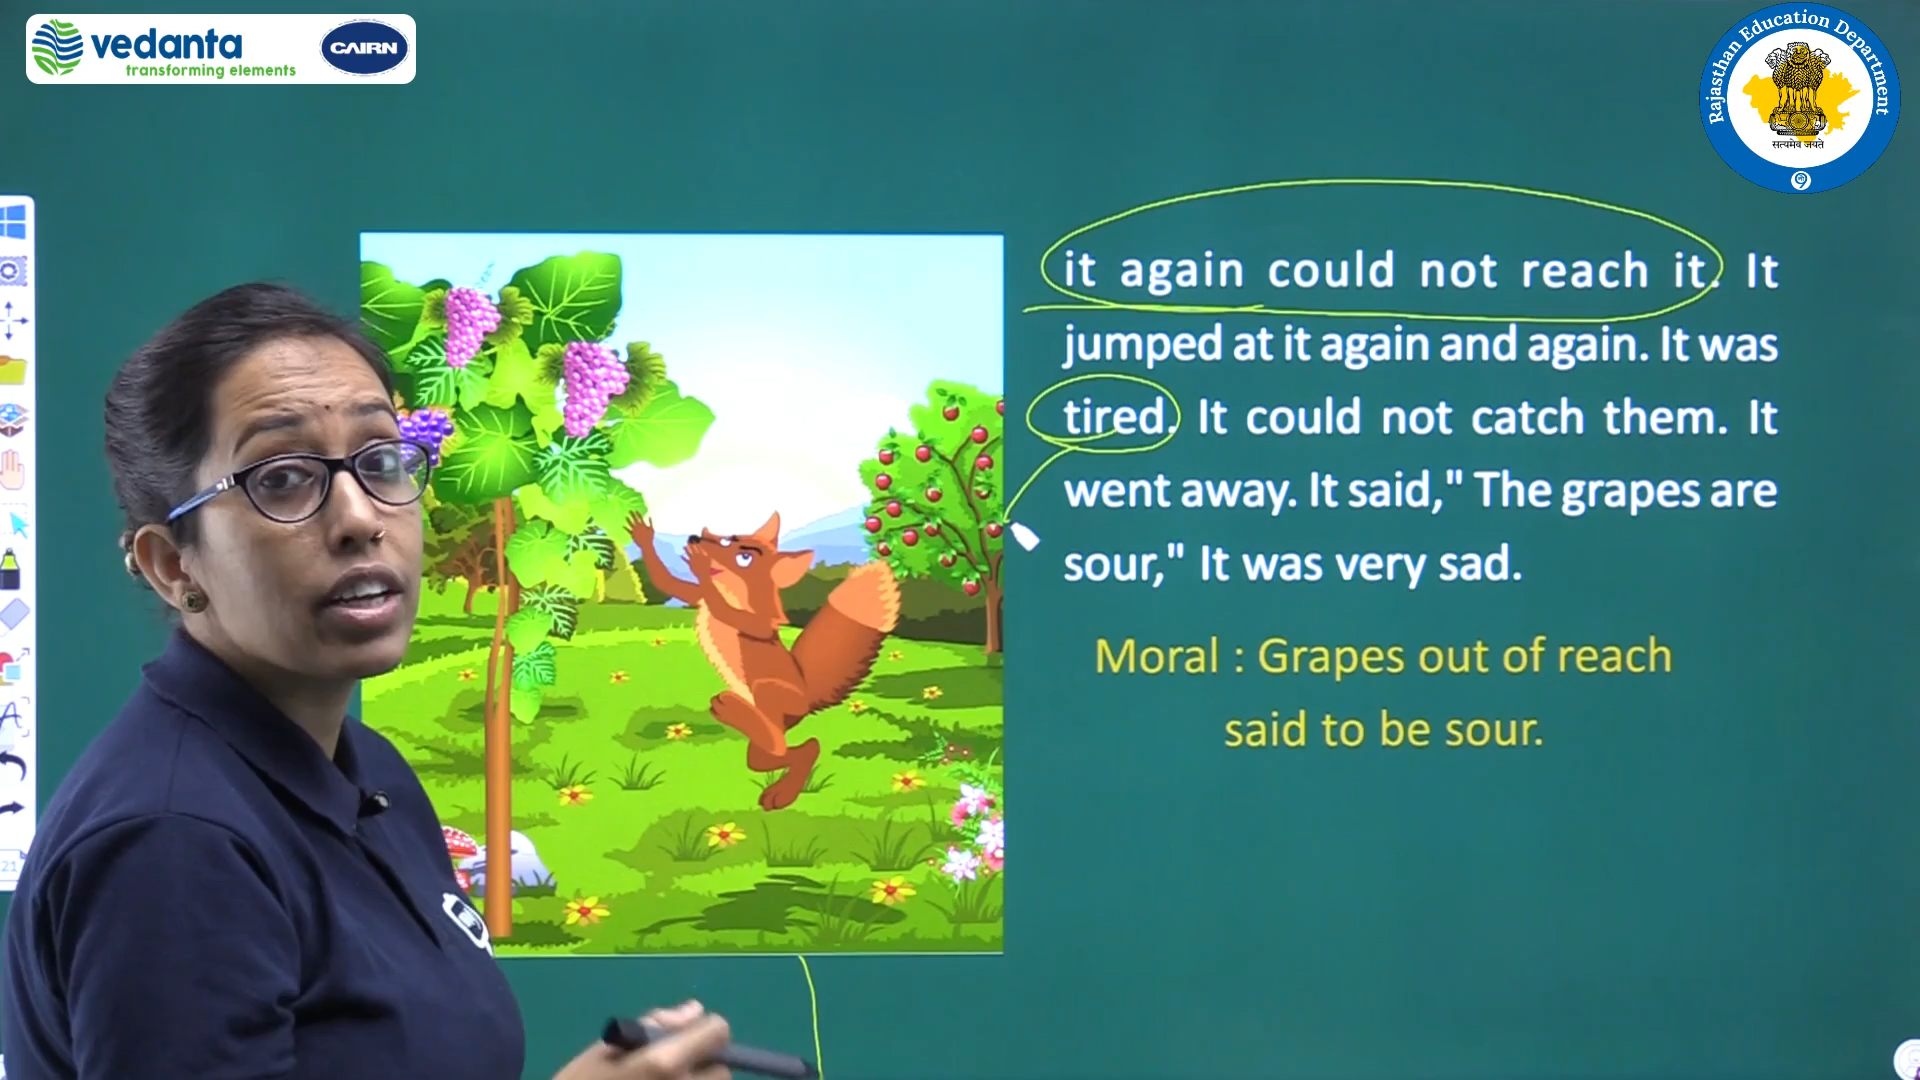 vedanta
transforming elements
CAIRN
Rajasthan Education Department
सत्यमेव जयते
it again could not reach it. It
jumped at it again and again. It was
tired. It could not catch them. It
went away. It said," The grapes are
sour," It was very sad.
Moral : Grapes out of reach
said to be sour.
21